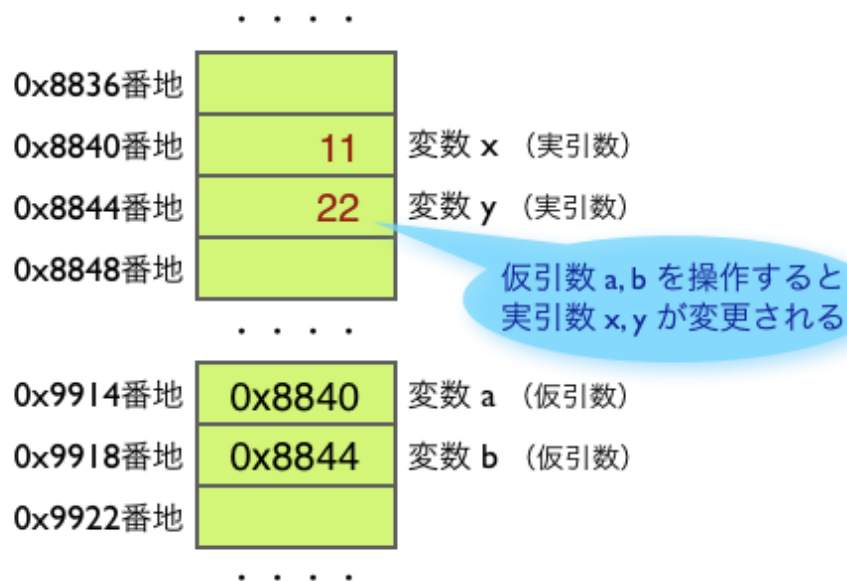 ・・・・
0x8836番地
0x8840番地 11 変数 x （実引数）
0x8844番地 22 変数 y （実引数）
0x8848番地
仮引数 a, b を操作すると
実引数 x, y が変更される
・・・・
0x9914番地 0x8840 変数 a （仮引数）
0x9918番地 0x8844 変数 b （仮引数）
0x9922番地
・・・・